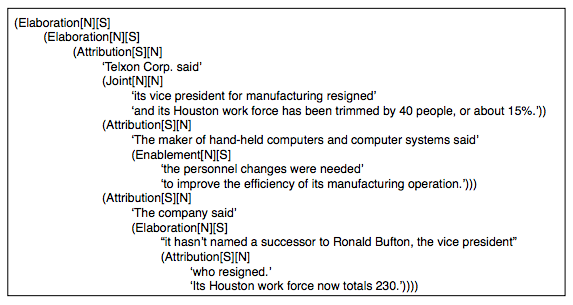 (Elaboration[N][S]
(Elaboration[N][S]
(Attribution[S][N]
‘Telxon Corp. said’
(Joint[N][N]
‘its vice president for manufacturing resigned’
‘and its Houston work force has been trimmed by 40 people, or about 15%.’))
(Attribution[S][N]
‘The maker of hand-held computers and computer systems said’
(Enablement[N][S]
‘the personnel changes were needed’
‘to improve the efficiency of its manufacturing operation.’)))
(Attribution[S][N]
‘The company said’
(Elaboration[N][S]
“it hasn’t named a successor to Ronald Bufton, the vice president”
(Attribution[S][N]
‘who resigned.’
‘Its Houston work force now totals 230.’))))